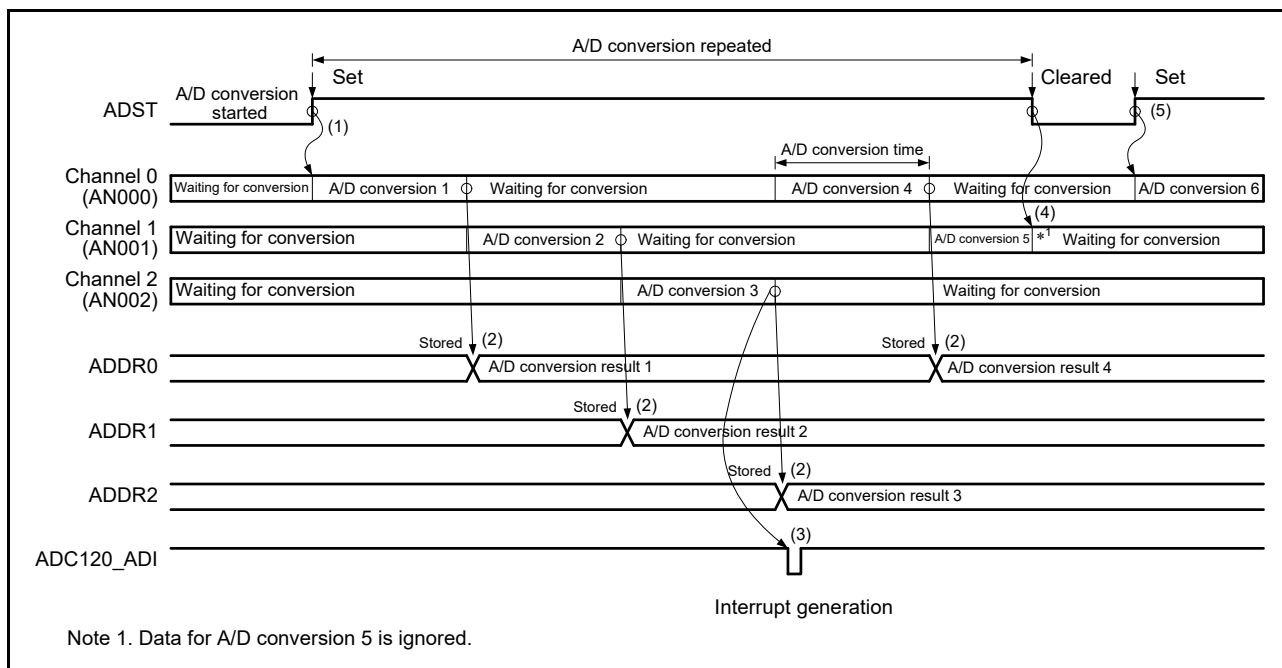 A/D conversion repeated
Set
Cleared
Set
A/D conversion
started
ADST
(1)
(5)
A/D conversion time
Channel 0
(AN000)
Waiting for conversion
A/D conversion 1
Waiting for conversion
A/D conversion 4
Waiting for conversion
A/D conversion 6
(4)
Channel 1
(AN001)
Waiting for conversion
A/D conversion 2
Waiting for conversion
A/D conversion 5
*1
Waiting for conversion
Channel 2
(AN002)
Waiting for conversion
A/D conversion 3
Waiting for conversion
Stored
(2)
Stored
(2)
ADDR0
A/D conversion result 1
A/D conversion result 4
Stored
(2)
ADDR1
A/D conversion result 2
Stored
(2)
ADDR2
A/D conversion result 3
(3)
ADC120_ADI
Interrupt generation
Note 1. Data for A/D conversion 5 is ignored.